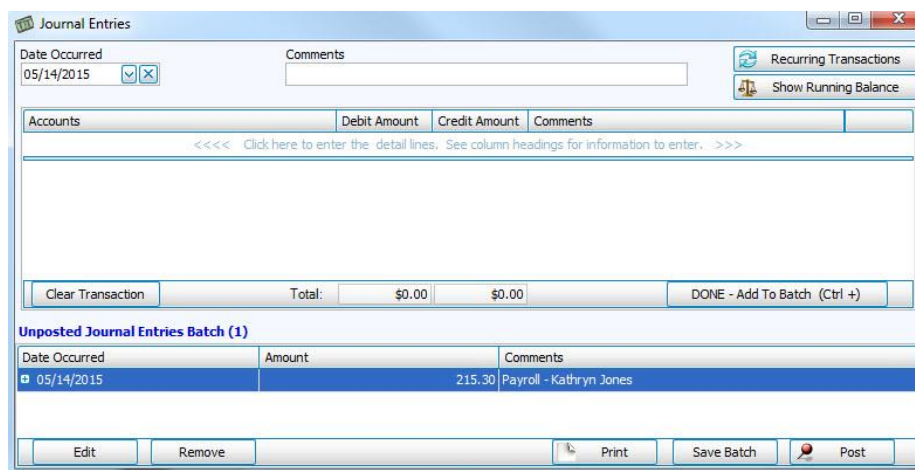 Journal Entries
Date Occurred Comments
05/14/2015
Recurring Transactions
Show Running Balance
Accounts Debit Amount Credit Amount Comments
<<<< Click here to enter the detail lines. See column headings for information to enter. >>>
Clear Transaction Total: $0.00 $0.00 DONE - Add To Batch (Ctrl +)
Unposted Journal Entries Batch (1)
Date Occurred Amount Comments
05/14/2015 215.30 Payroll - Kathryn Jones
Edit Remove Print Save Batch Post